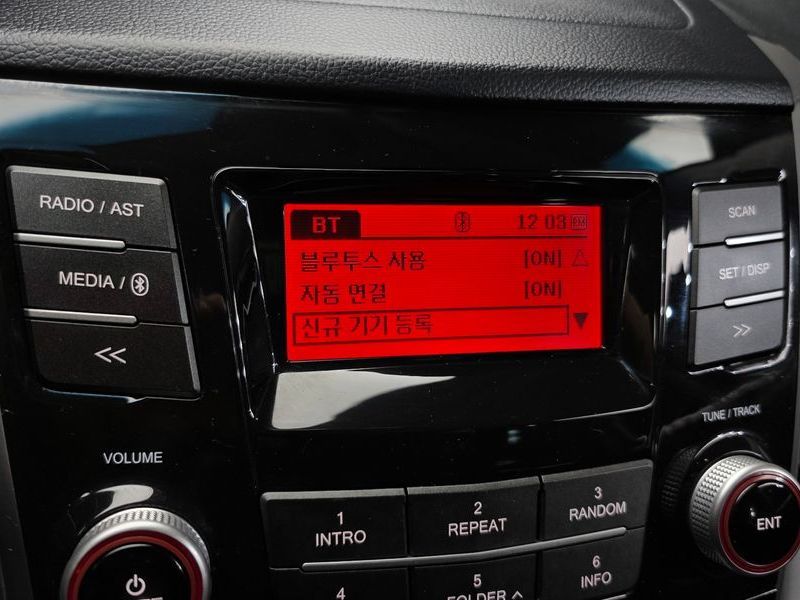 RADIO / AST
MEDIA /
<<
BT 12 03
블루투스 사용 [ON] △
자동 연결 [ON]
신규 기기 등록 ▼
SCAN
SET / DISP
>>
VOLUME
TUNE / TRACK
1
INTRO
2
REPEAT
3
RANDOM
4
5
FOLDER ^
6
INFO
ENT